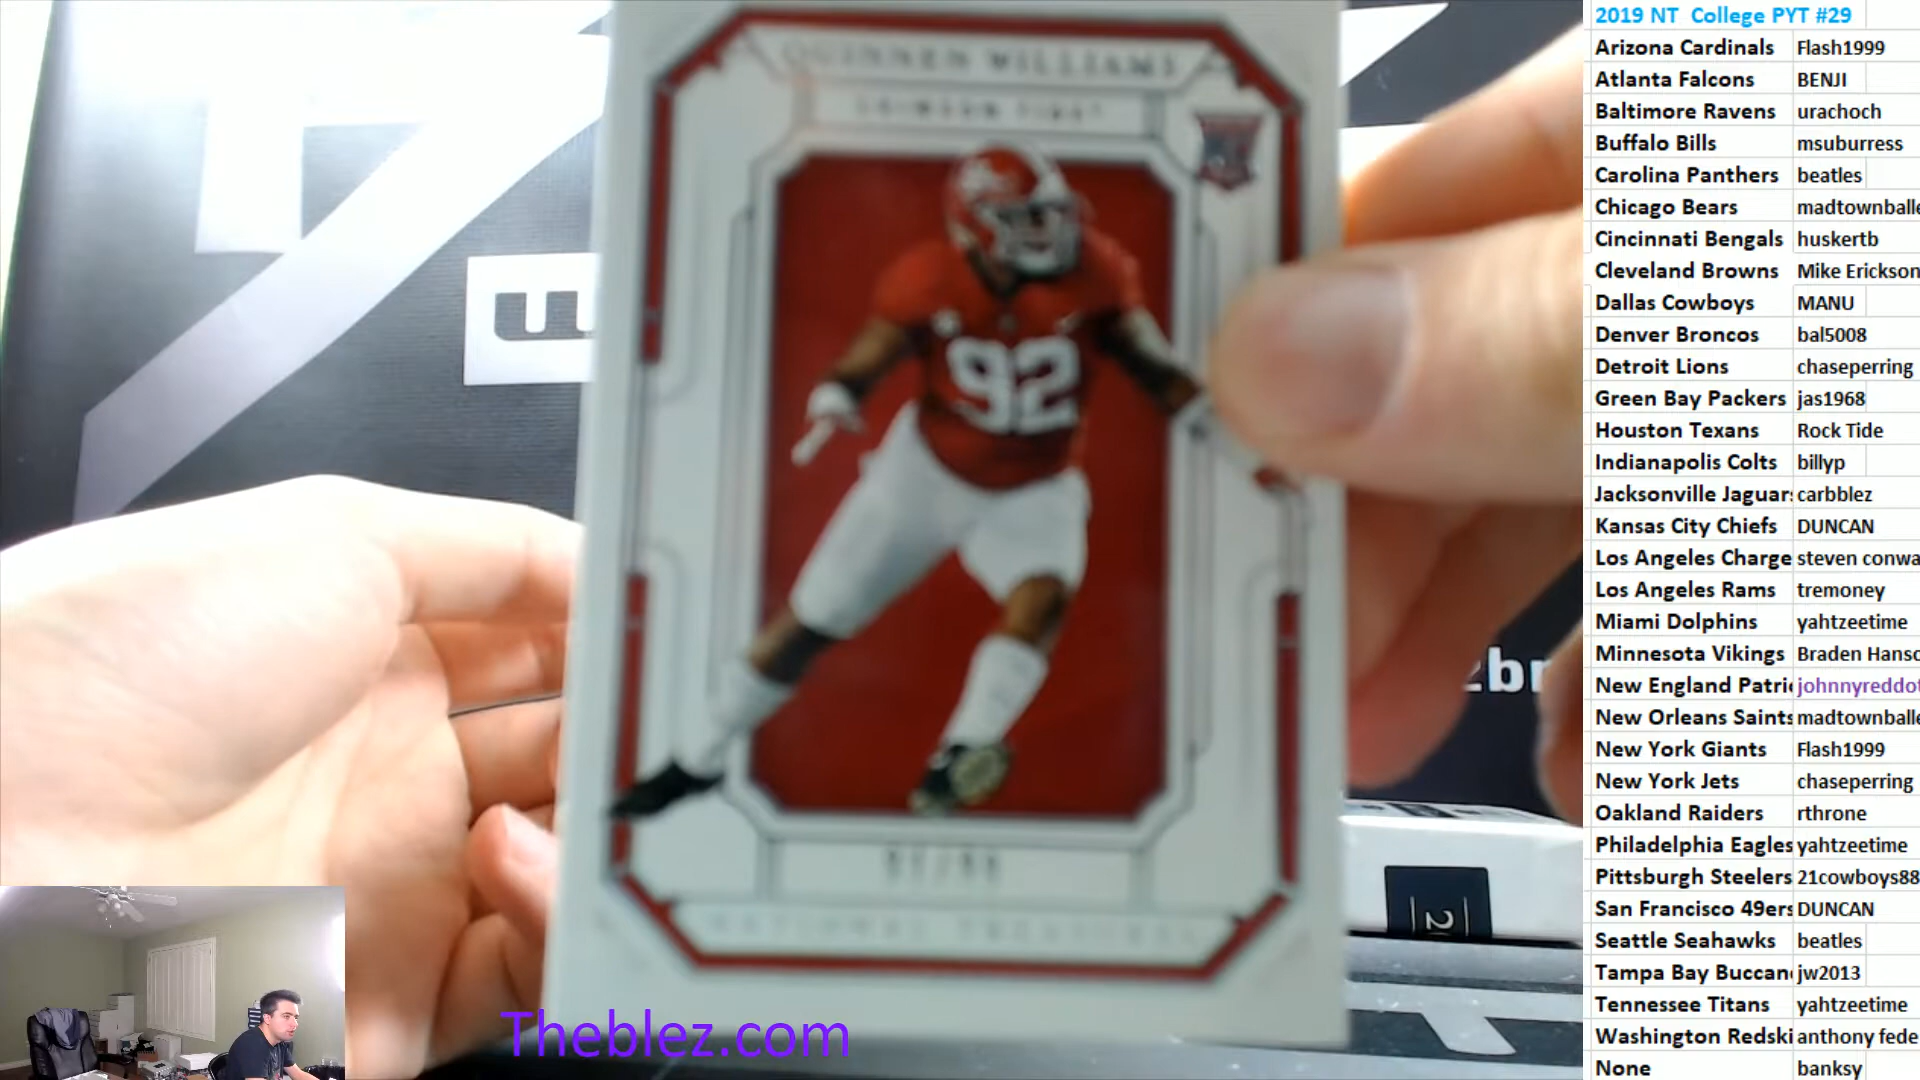 QUINNEN WILLIAMS
CRIMSON TIDE
RC
92
NATIONAL TREASURES
Theblez.com
2019 NT College PYT #29
Arizona Cardinals Flash1999
Atlanta Falcons BENJI
Baltimore Ravens urachoch
Buffalo Bills msuburress
Carolina Panthers beatles
Chicago Bears madtownballe
Cincinnati Bengals huskertb
Cleveland Browns Mike Erickson
Dallas Cowboys MANU
Denver Broncos bal5008
Detroit Lions chaseperring
Green Bay Packers jas1968
Houston Texans Rock Tide
Indianapolis Colts billyp
Jacksonville Jaguar carbblez
Kansas City Chiefs DUNCAN
Los Angeles Charge steven conwa
Los Angeles Rams tremoney
Miami Dolphins yahtzeetime
Minnesota Vikings Braden Hanso
New England Patri johnnyreddot
New Orleans Saints madtownballe
New York Giants Flash1999
New York Jets chaseperring
Oakland Raiders rthrone
Philadelphia Eagles yahtzeetime
Pittsburgh Steelers 21cowboys88
San Francisco 49ers DUNCAN
Seattle Seahawks beatles
Tampa Bay Buccan jw2013
Tennessee Titans yahtzeetime
Washington Redski anthony fede
None banksy